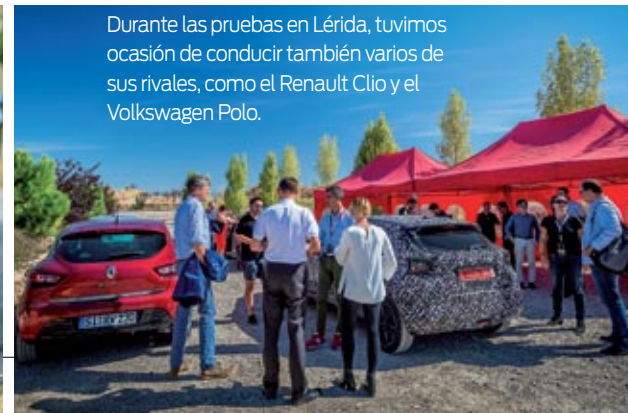 Durante las pruebas en Lérida, tuvimos
ocasión de conducir también varios de
sus rivales, como el Renault Clio y el
Volkswagen Polo.